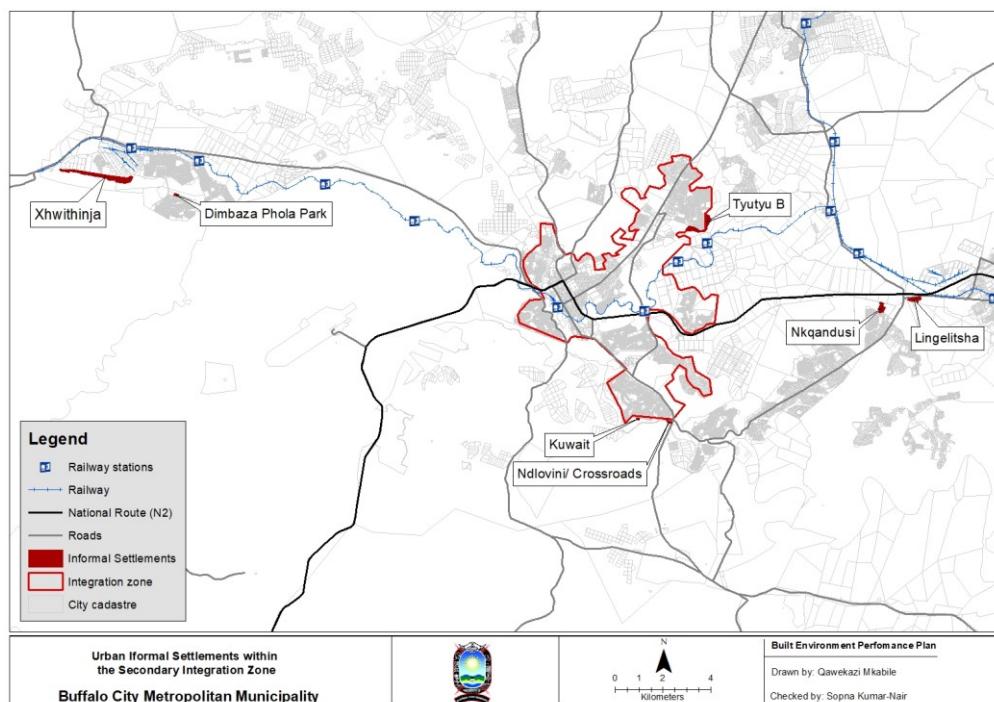 Xhwithinja
Dimbaza Phola Park
Tyutyu B
Nkqandusi
Lingelitsha
Kuwait
Ndlovini/ Crossroads
Legend
Railway stations
Railway
National Route (N2)
Roads
Informal Settlements
Integration zone
City cadastre
Urban Iformal Settlements within
the Secondary Integration Zone
Buffalo City Metropolitan Municipality
N
0 1 2 4
Kilometers
Built Environment Perfomance Plan
Drawn by: Qawekazi Mkabile
Checked by: Sopna Kumar-Nair